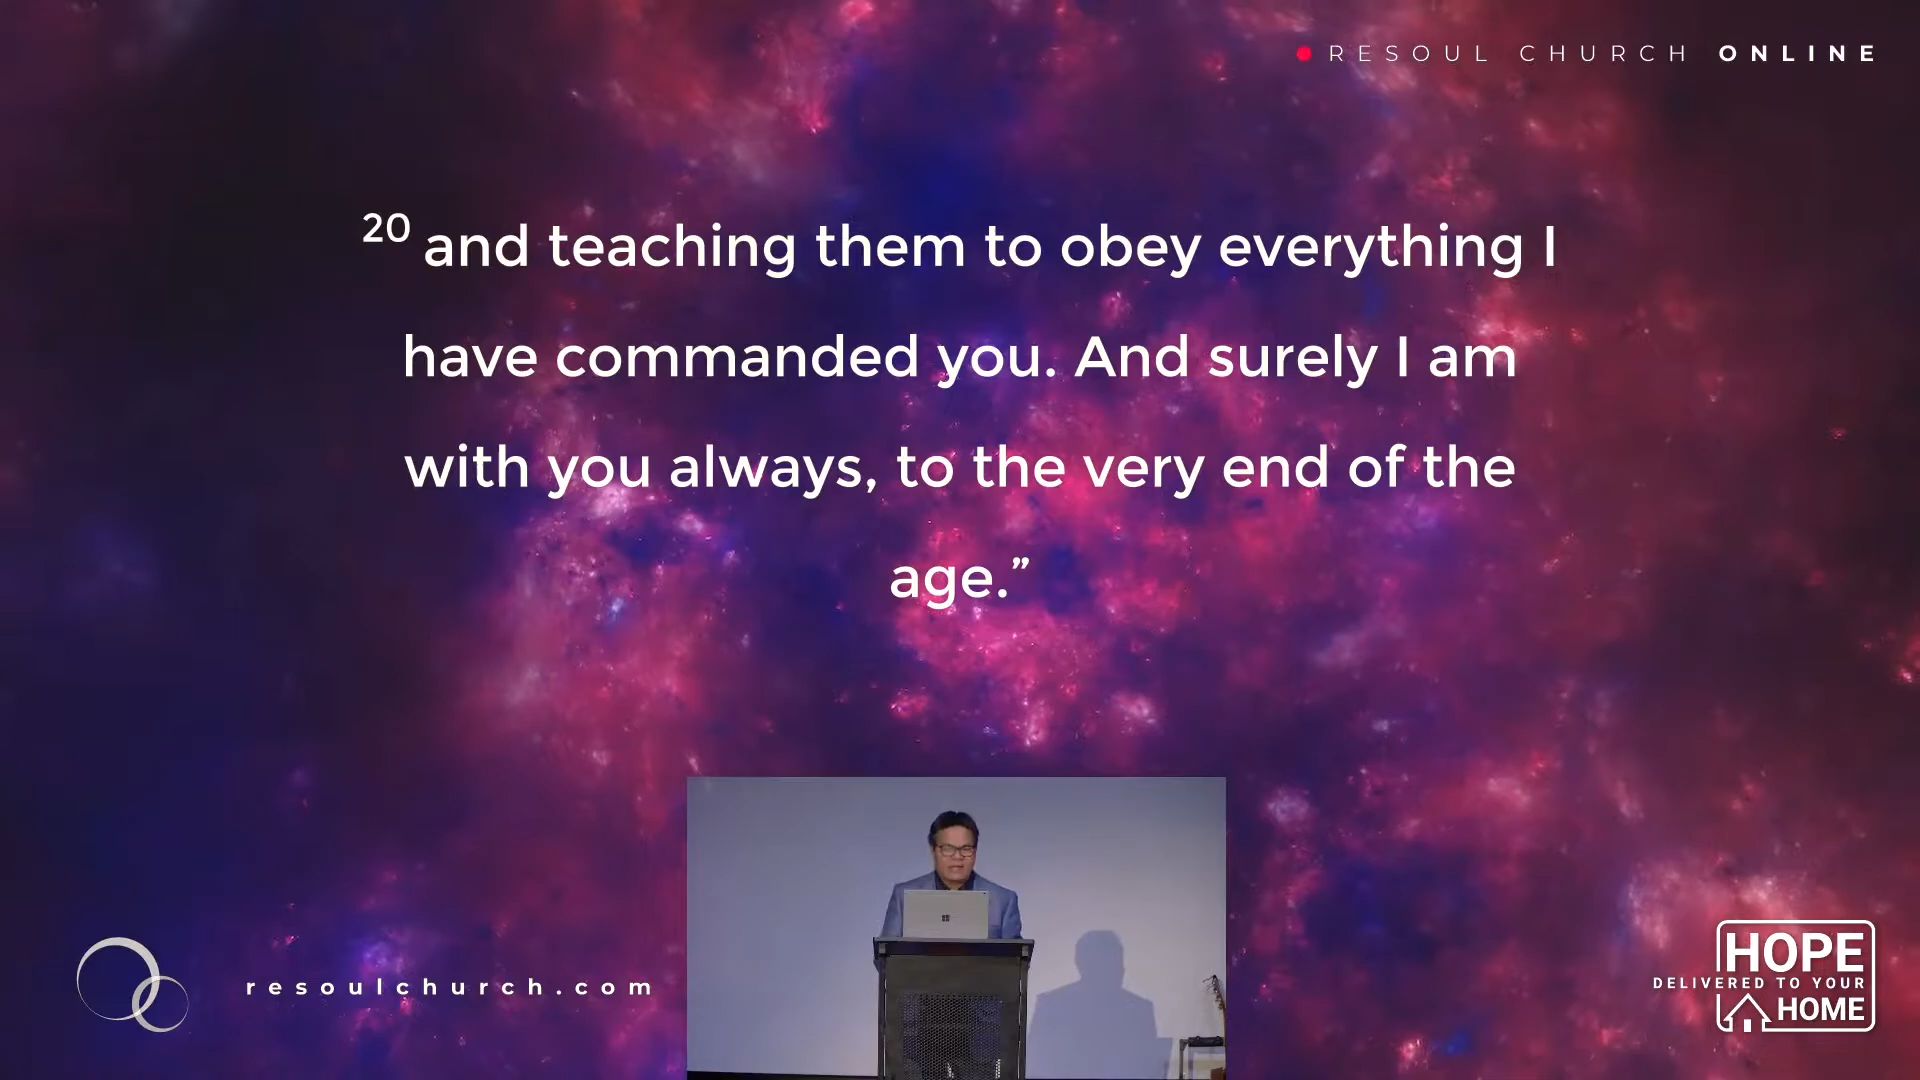 RESOUL CHURCH ONLINE
20 and teaching them to obey everything I
have commanded you. And surely I am
with you always, to the very end of the
age.”
resoulchurch.com
HOPE
DELIVERED TO YOUR
HOME